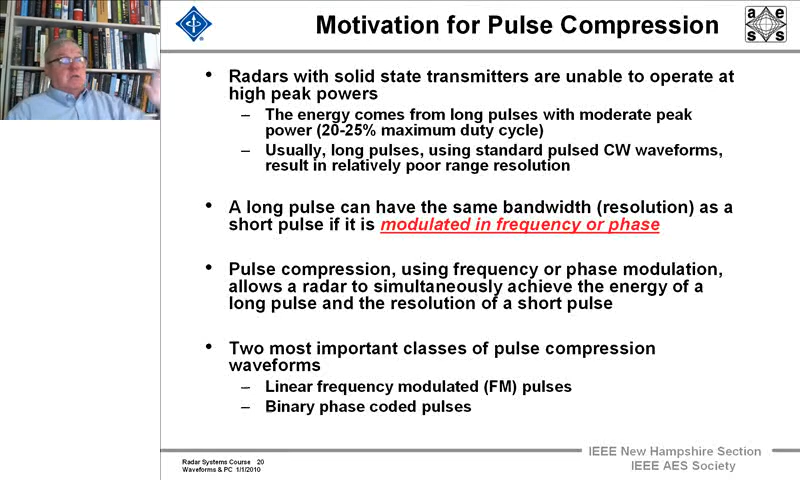 Motivation for Pulse Compression
a e
s s
• Radars with solid state transmitters are unable to operate at
high peak powers
– The energy comes from long pulses with moderate peak
power (20-25% maximum duty cycle)
– Usually, long pulses, using standard pulsed CW waveforms,
result in relatively poor range resolution
• A long pulse can have the same bandwidth (resolution) as a
short pulse if it is modulated in frequency or phase
• Pulse compression, using frequency or phase modulation,
allows a radar to simultaneously achieve the energy of a
long pulse and the resolution of a short pulse
• Two most important classes of pulse compression
waveforms
– Linear frequency modulated (FM) pulses
– Binary phase coded pulses
Radar Systems Course 20
Waveforms & PC 1/1/2010
IEEE New Hampshire Section
IEEE AES Society